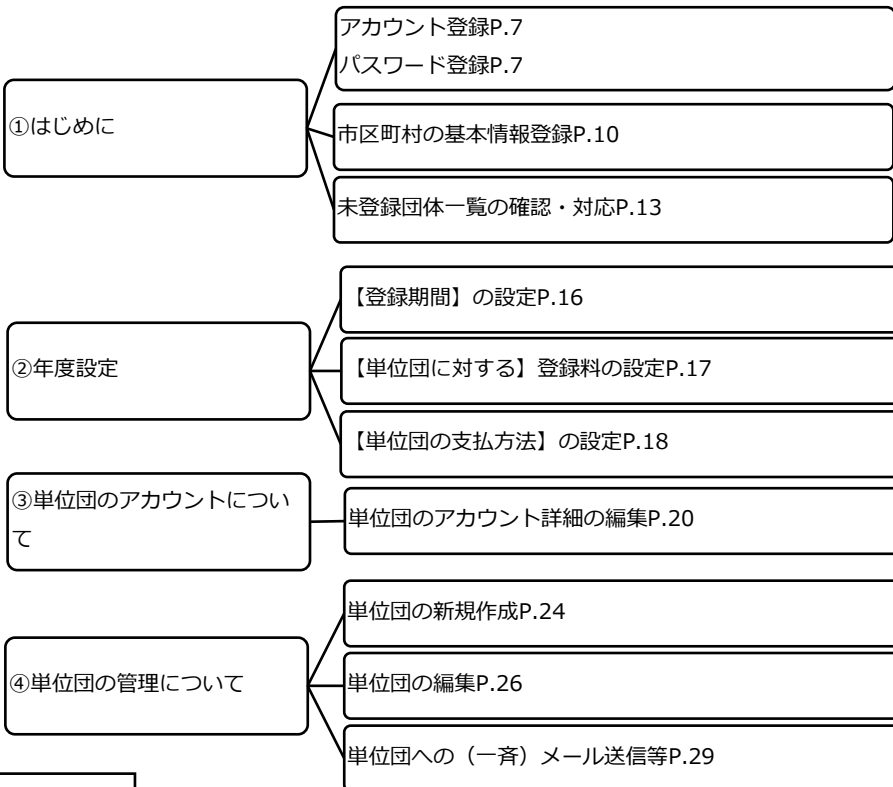 ①はじめに
アカウント登録P.7
パスワード登録P.7
市区町村の基本情報登録P.10
未登録団体一覧の確認・対応P.13
②年度設定
【登録期間】の設定P.16
【単位団に対する】登録料の設定P.17
【単位団の支払方法】の設定P.18
③単位団のアカウントについ
て
単位団のアカウント詳細の編集P.20
④単位団の管理について
単位団の新規作成P.24
単位団の編集P.26
単位団への（一斉）メール送信等P.29